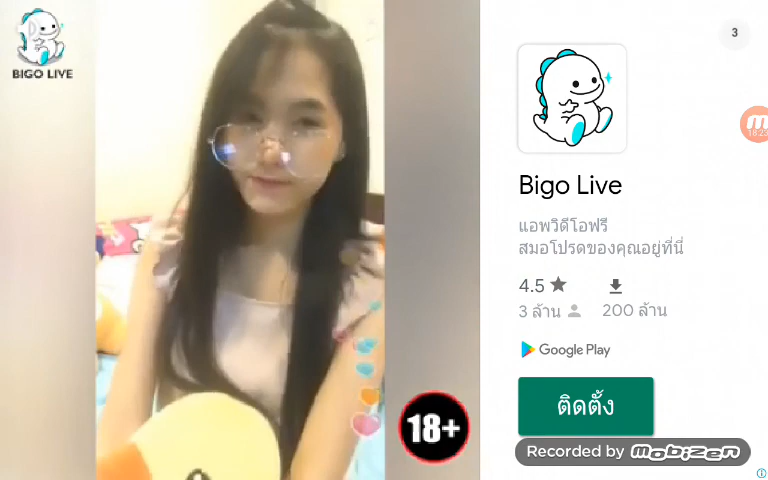 BIGO LIVE
18+
3
Bigo Live
แอพวิดีโอฟรี
สมอโปรดของคุณอยู่ที่นี่
4.5
3 ล้าน 200 ล้าน
Google Play
ติดตั้ง
Recorded by mobizen
m
18:23